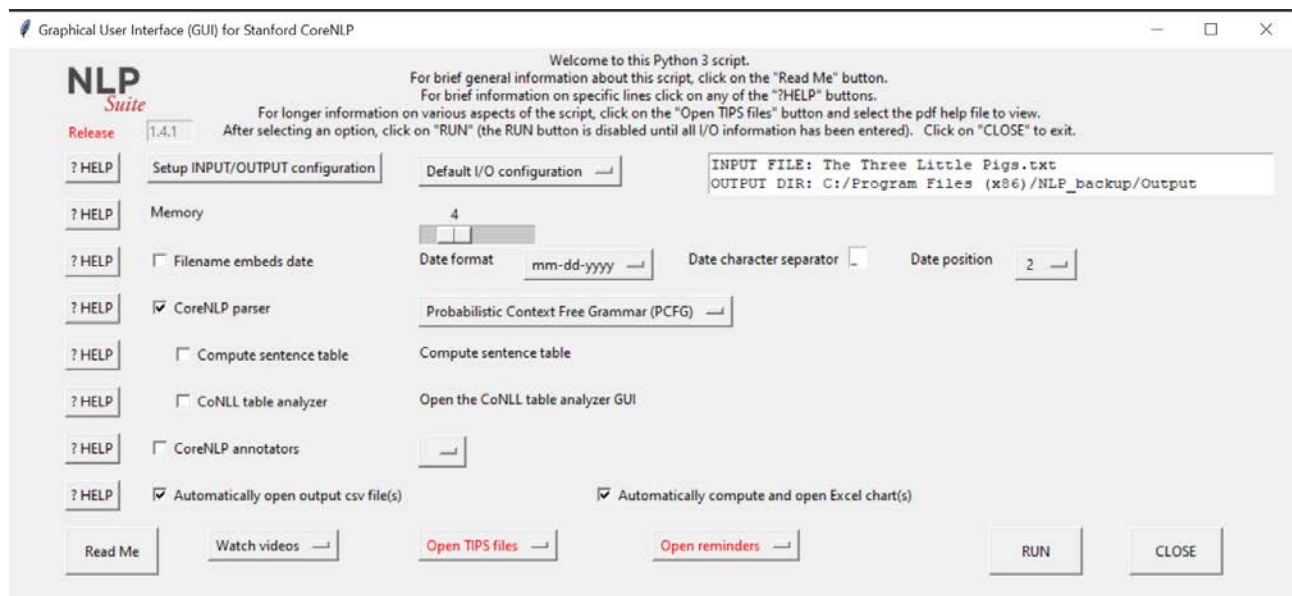 Graphical User Interface (GUI) for Stanford CoreNLP
NLP
Suite
Welcome to this Python 3 script.
For brief general information about this script, click on the "Read Me" button.
For brief information on specific lines click on any of the "?HELP" buttons.
For longer information on various aspects of the script, click on the "Open TIPS files" button and select the pdf help file to view.
After selecting an option, click on "RUN" (the RUN button is disabled until all I/O information has been entered). Click on "CLOSE" to exit.
Release 1.4.1
? HELP Setup INPUT/OUTPUT configuration Default I/O configuration
INPUT FILE: The Three Little Pigs.txt
OUTPUT DIR: C:/Program Files (x86)/NLP_backup/Output
? HELP Memory 4
? HELP Filename embeds date Date format mm-dd-yyyy Date character separator _ Date position 2
? HELP CoreNLP parser Probabilistic Context Free Grammar (PCFG)
? HELP Compute sentence table Compute sentence table
? HELP CoNLL table analyzer Open the CoNLL table analyzer GUI
? HELP CoreNLP annotators
? HELP Automatically open output csv file(s) Automatically compute and open Excel chart(s)
Read Me Watch videos Open TIPS files Open reminders RUN CLOSE